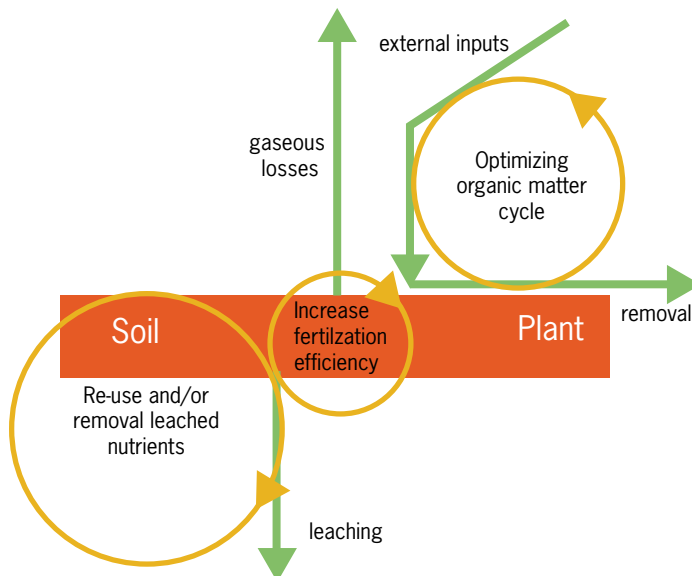 external inputs
gaseous
losses
Optimizing
organic matter
cycle
removal
Soil
Increase
fertilzation
efficiency
Plant
Re-use and/or
removal leached
nutrients
leaching